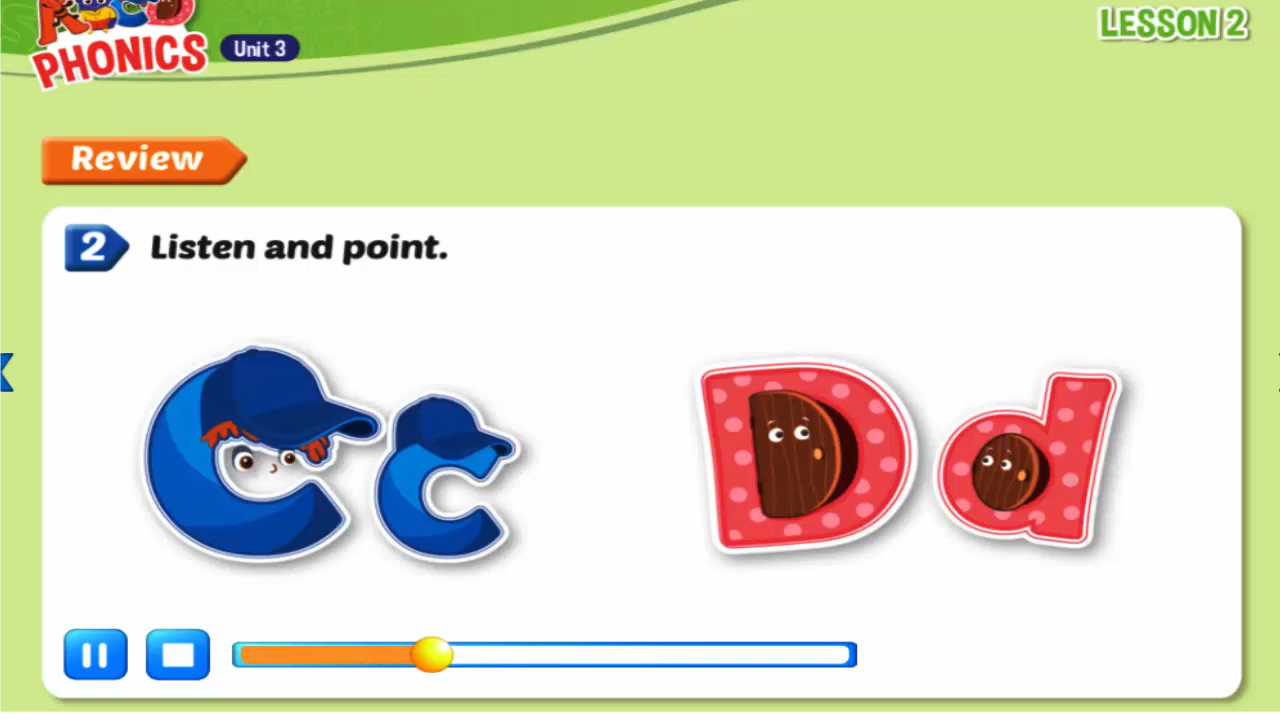 PHONICS
Unit 3
LESSON 2
Review
2 Listen and point.
Cc Dd